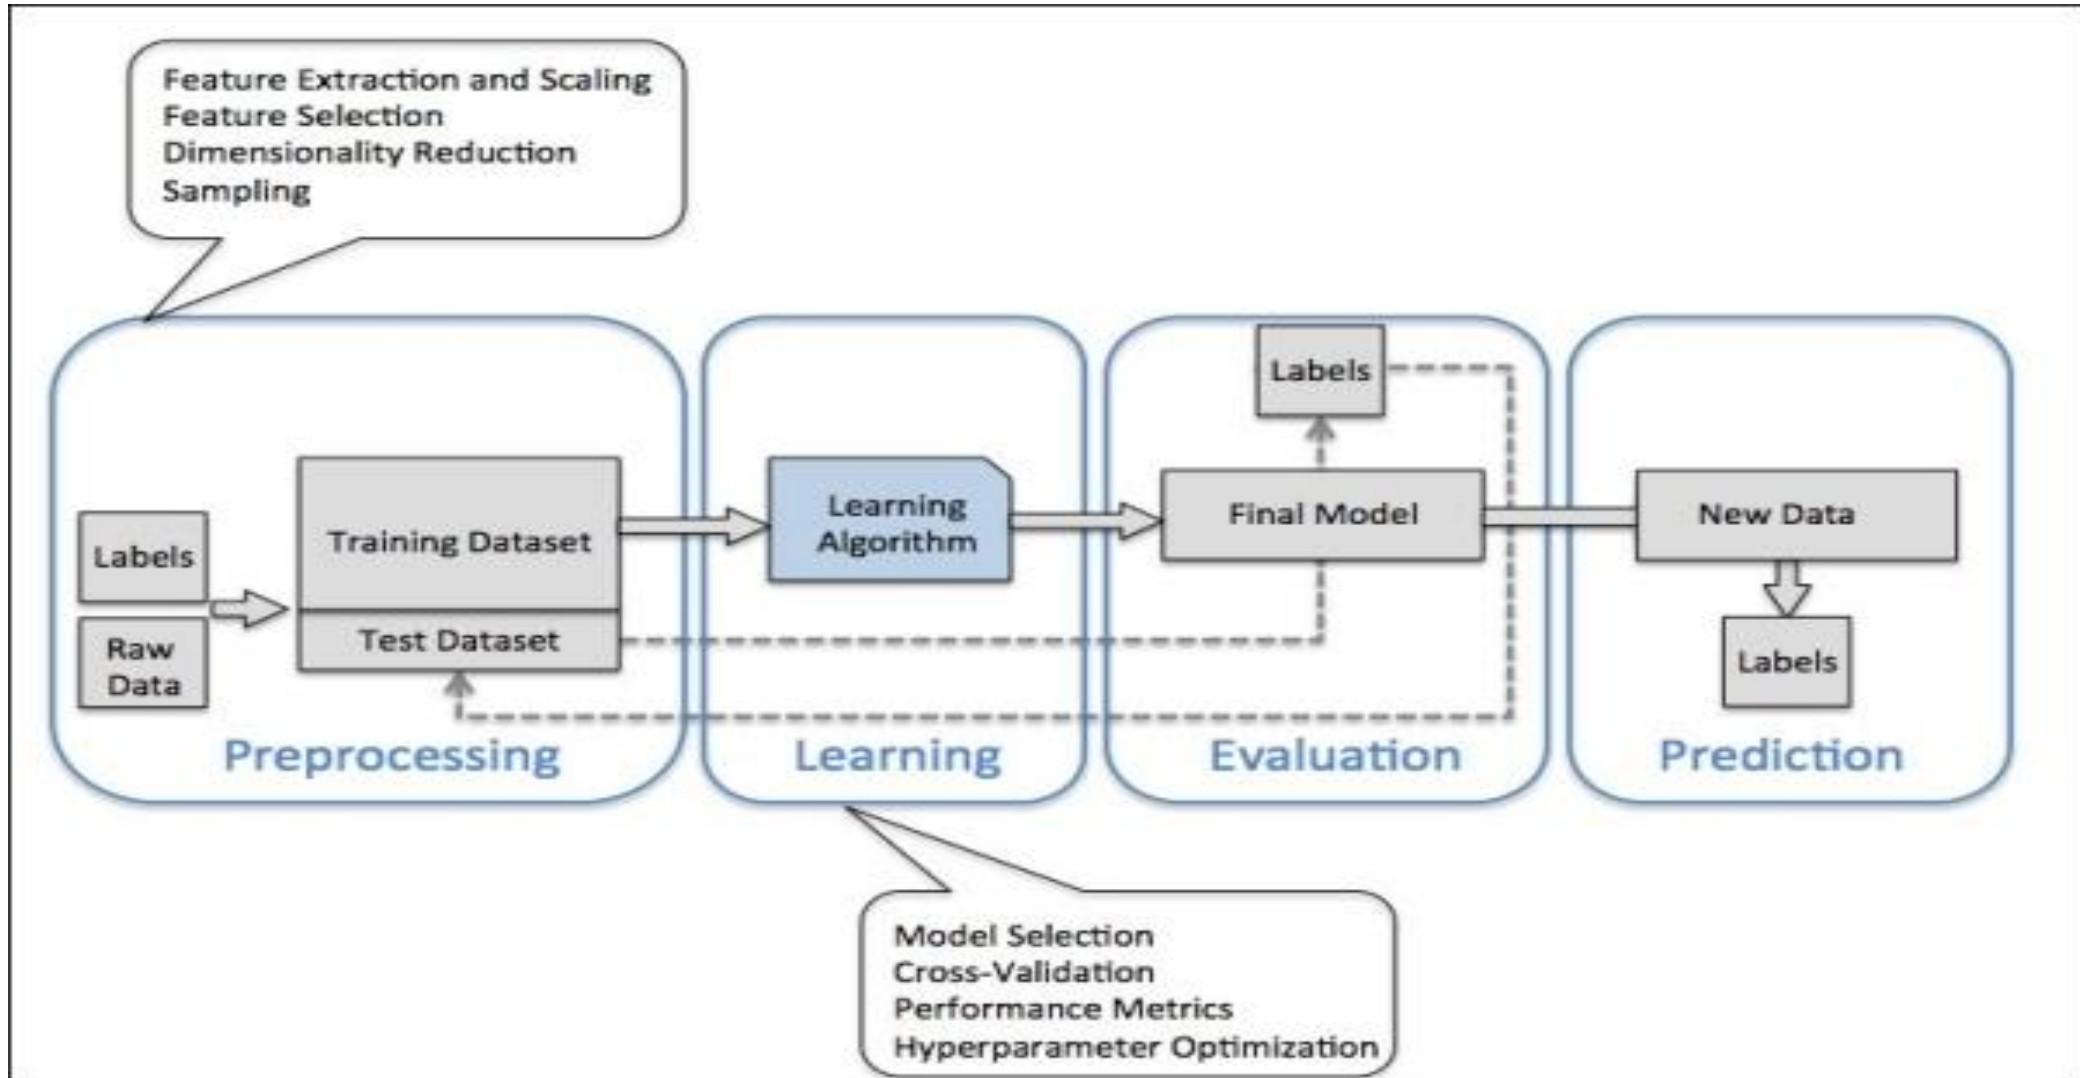 Feature Extraction and Scaling
Feature Selection
Dimensionality Reduction
Sampling
Labels
Raw
Data
Training Dataset
Test Dataset
Preprocessing
Learning
Algorithm
Learning
Labels
Final Model
Evaluation
New Data
Labels
Prediction
Model Selection
Cross-Validation
Performance Metrics
Hyperparameter Optimization